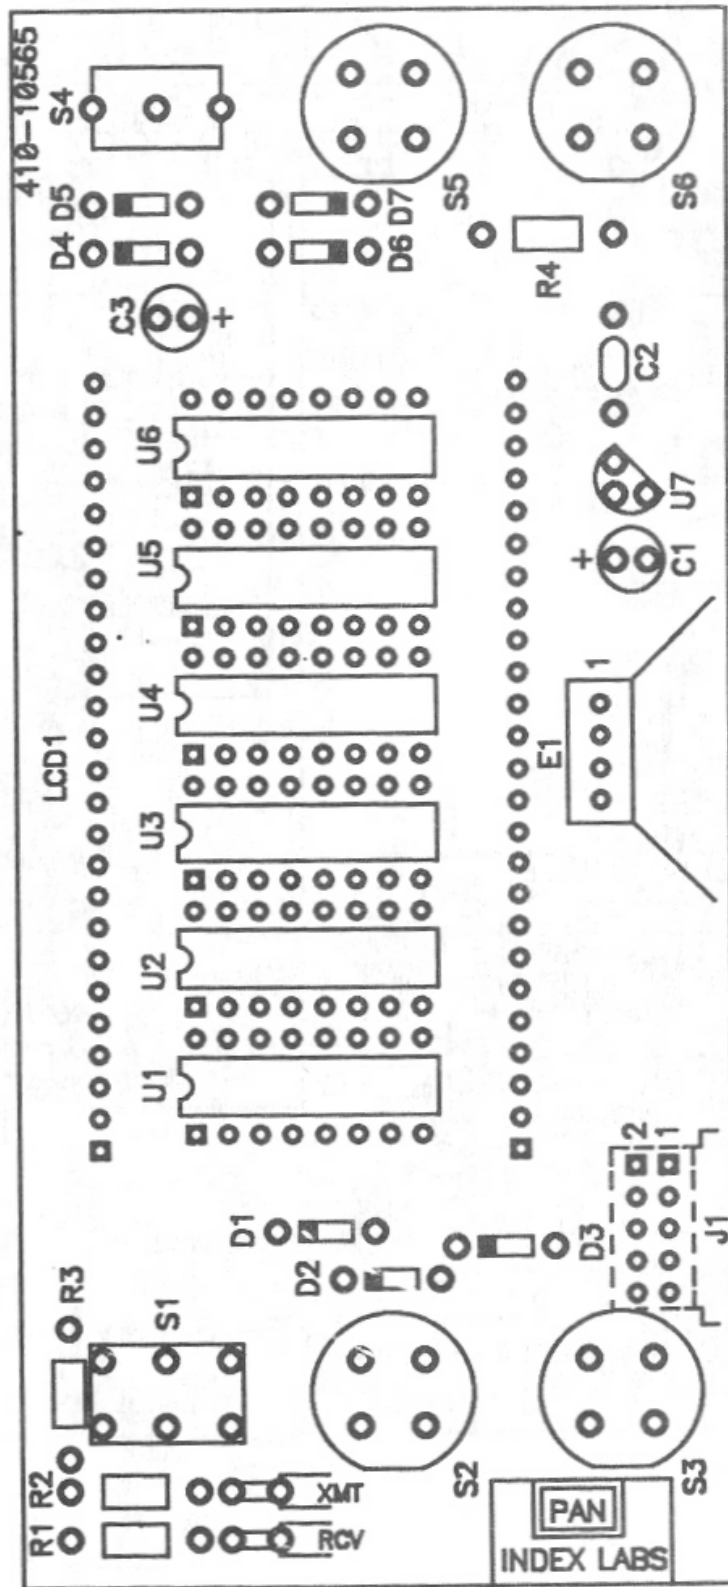 410-10565
S4
D5
D4
D7
D6
S5
S6
R4
C3
+
C2
U7
+
C1
U6
U5
U4
U3
U2
U1
LCD1
E1
1
2
1
J1
D1
D2
D3
R3
S1
R2
R1
XMT
RCV
S2
S3
PAN
INDEX LABS